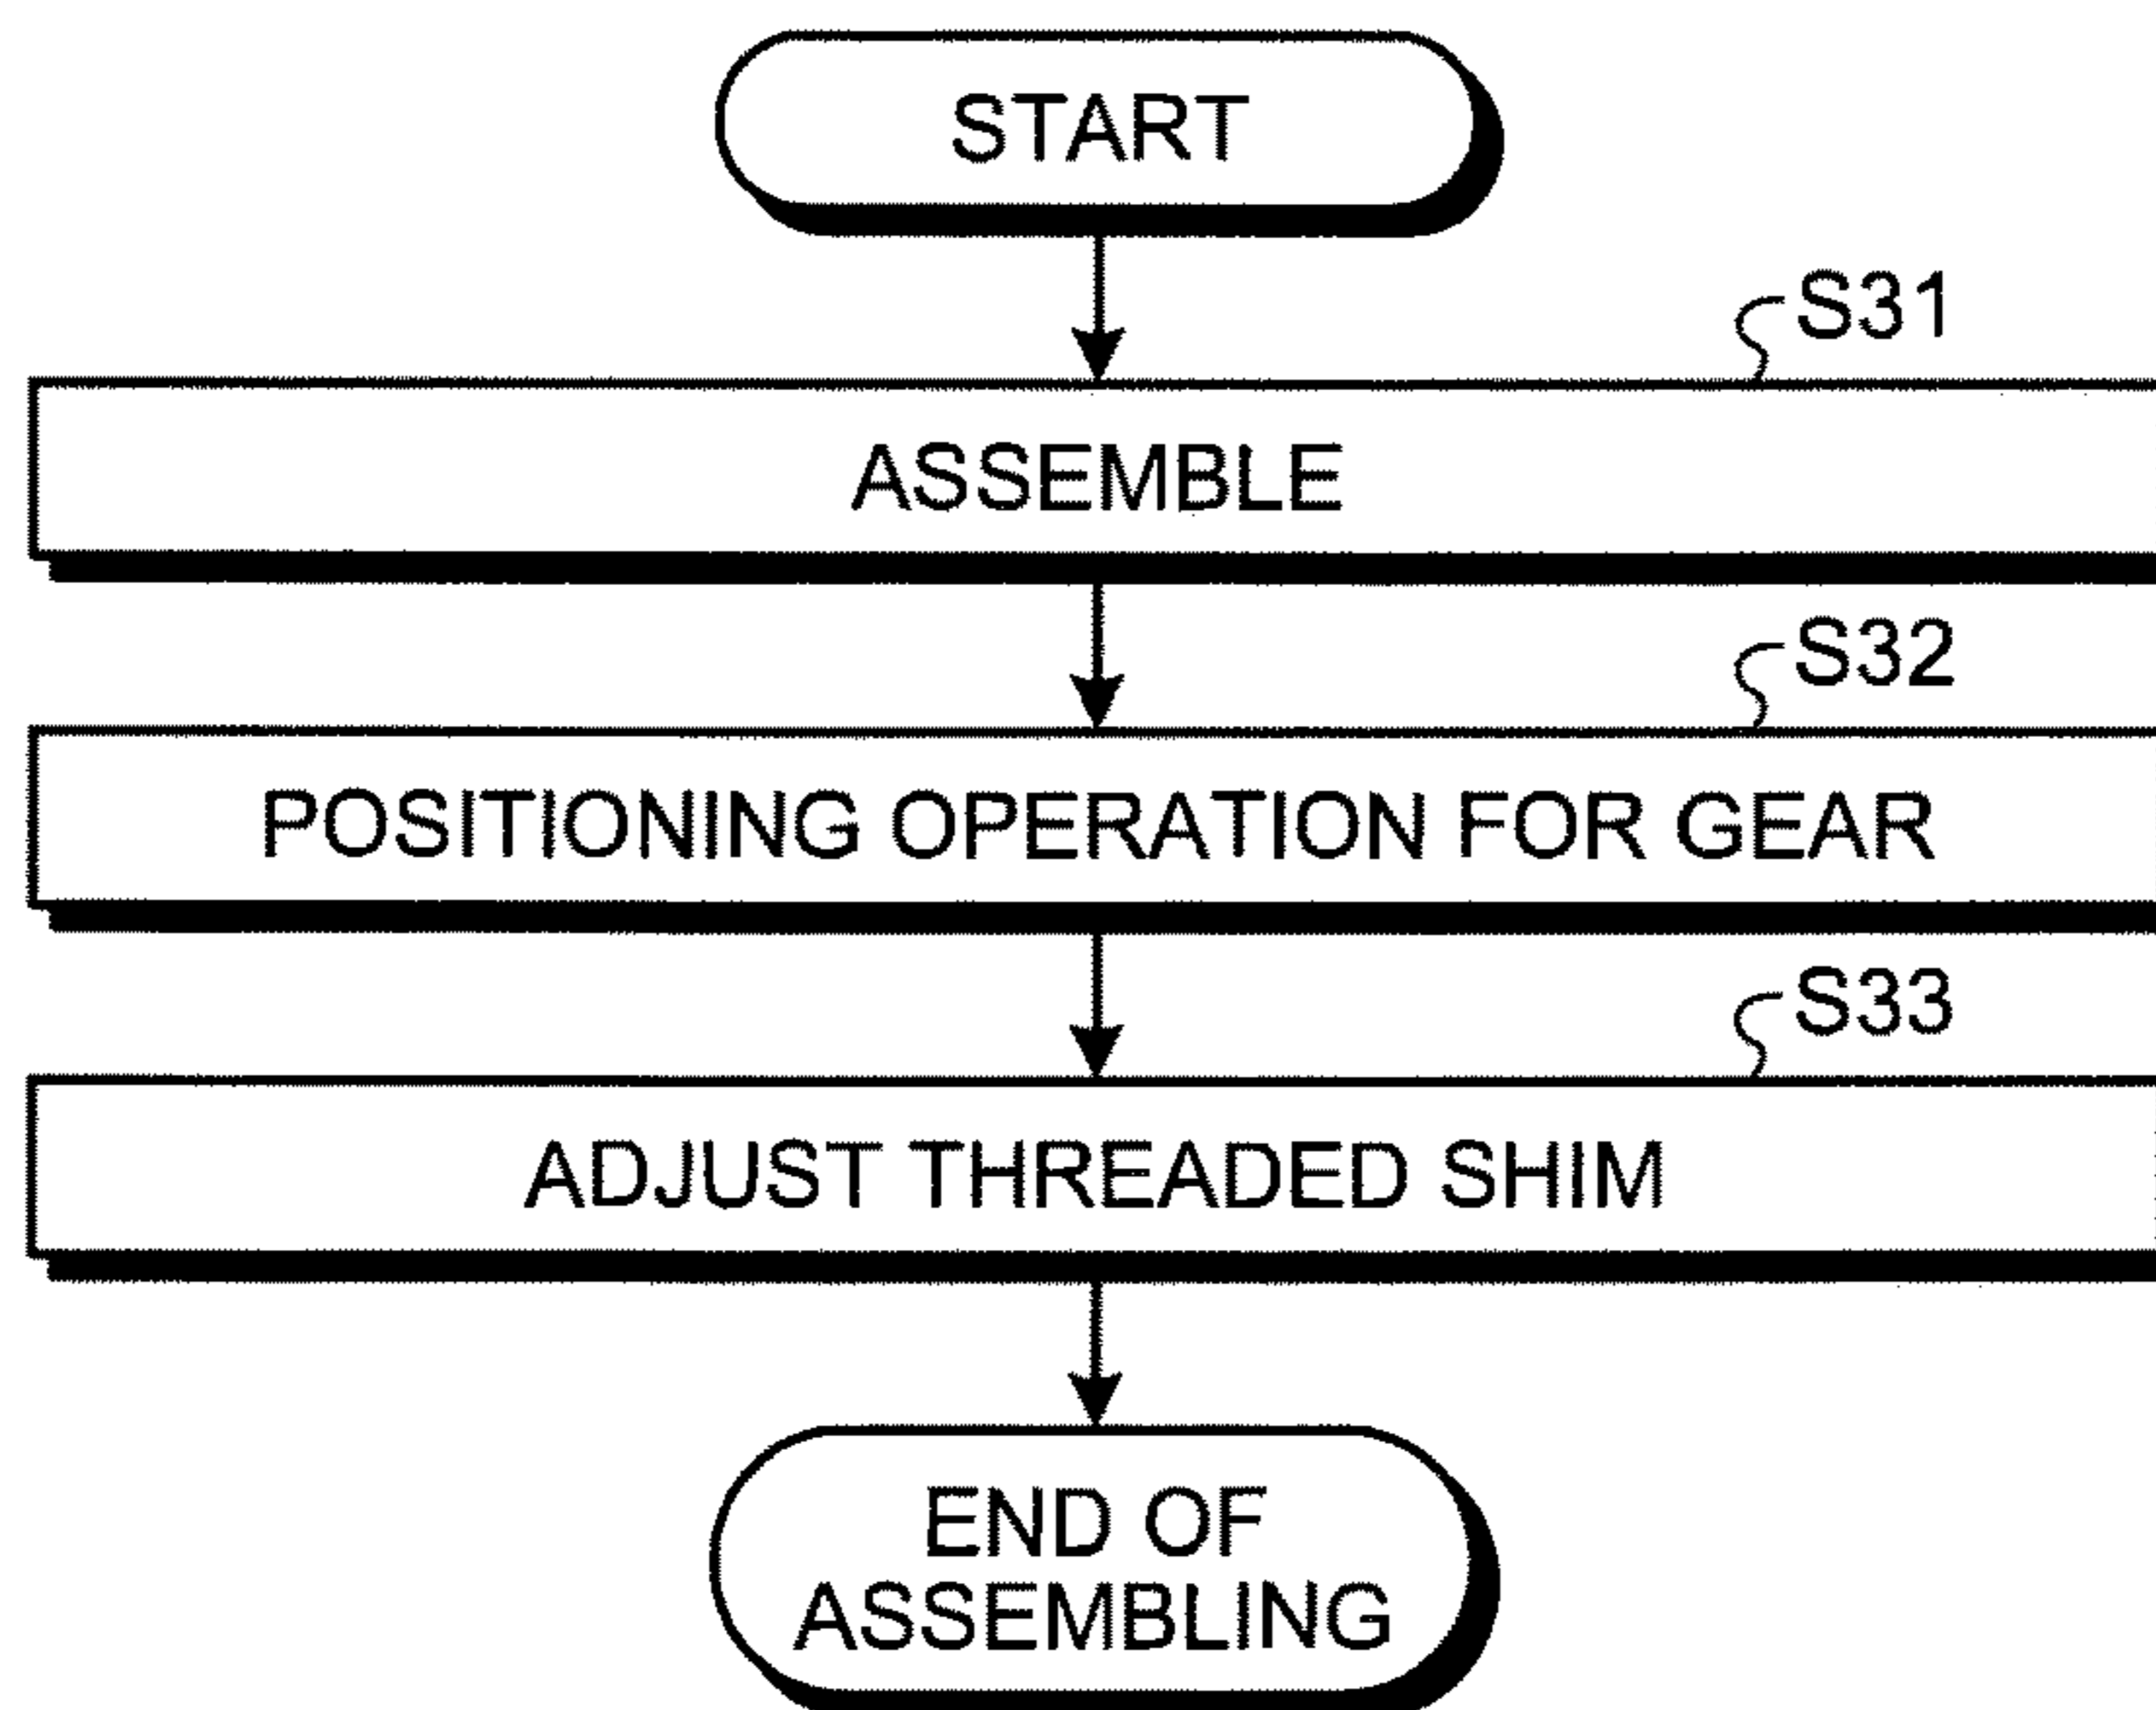 START
S31
ASSEMBLE
S32
POSITIONING OPERATION FOR GEAR
S33
ADJUST THREADED SHIM
END OF
ASSEMBLING